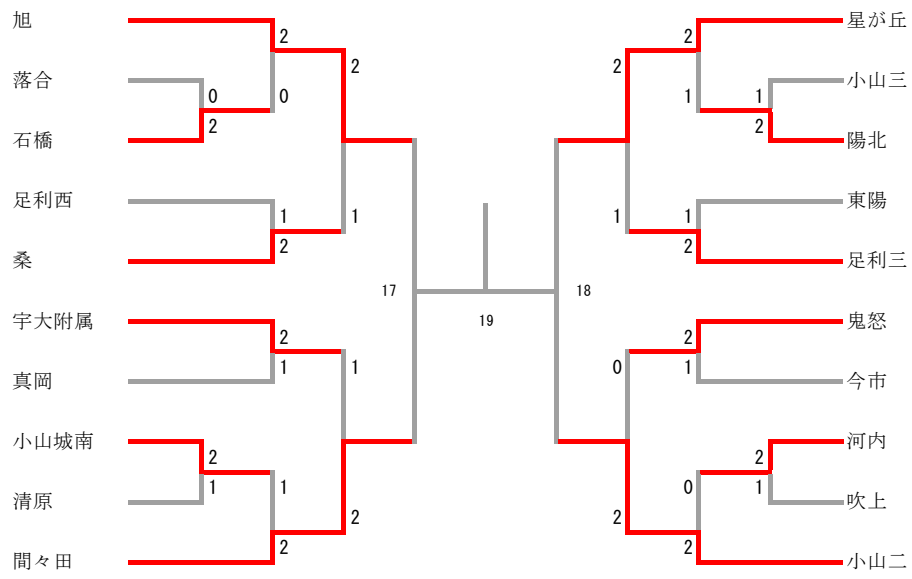 旭 星が丘
2 2
2 2
落合 小山三
0 0 1 1
石橋 2 2 陽北
足利西 東陽
1 1 1 1
桑 2 2 足利三
17 18
宇大附属 19 鬼怒
2 2
真岡 1 1 0 1 今市
小山城南 河内
2 2
清原 1 1 0 1 吹上
2 2
間々田 2 2 小山二